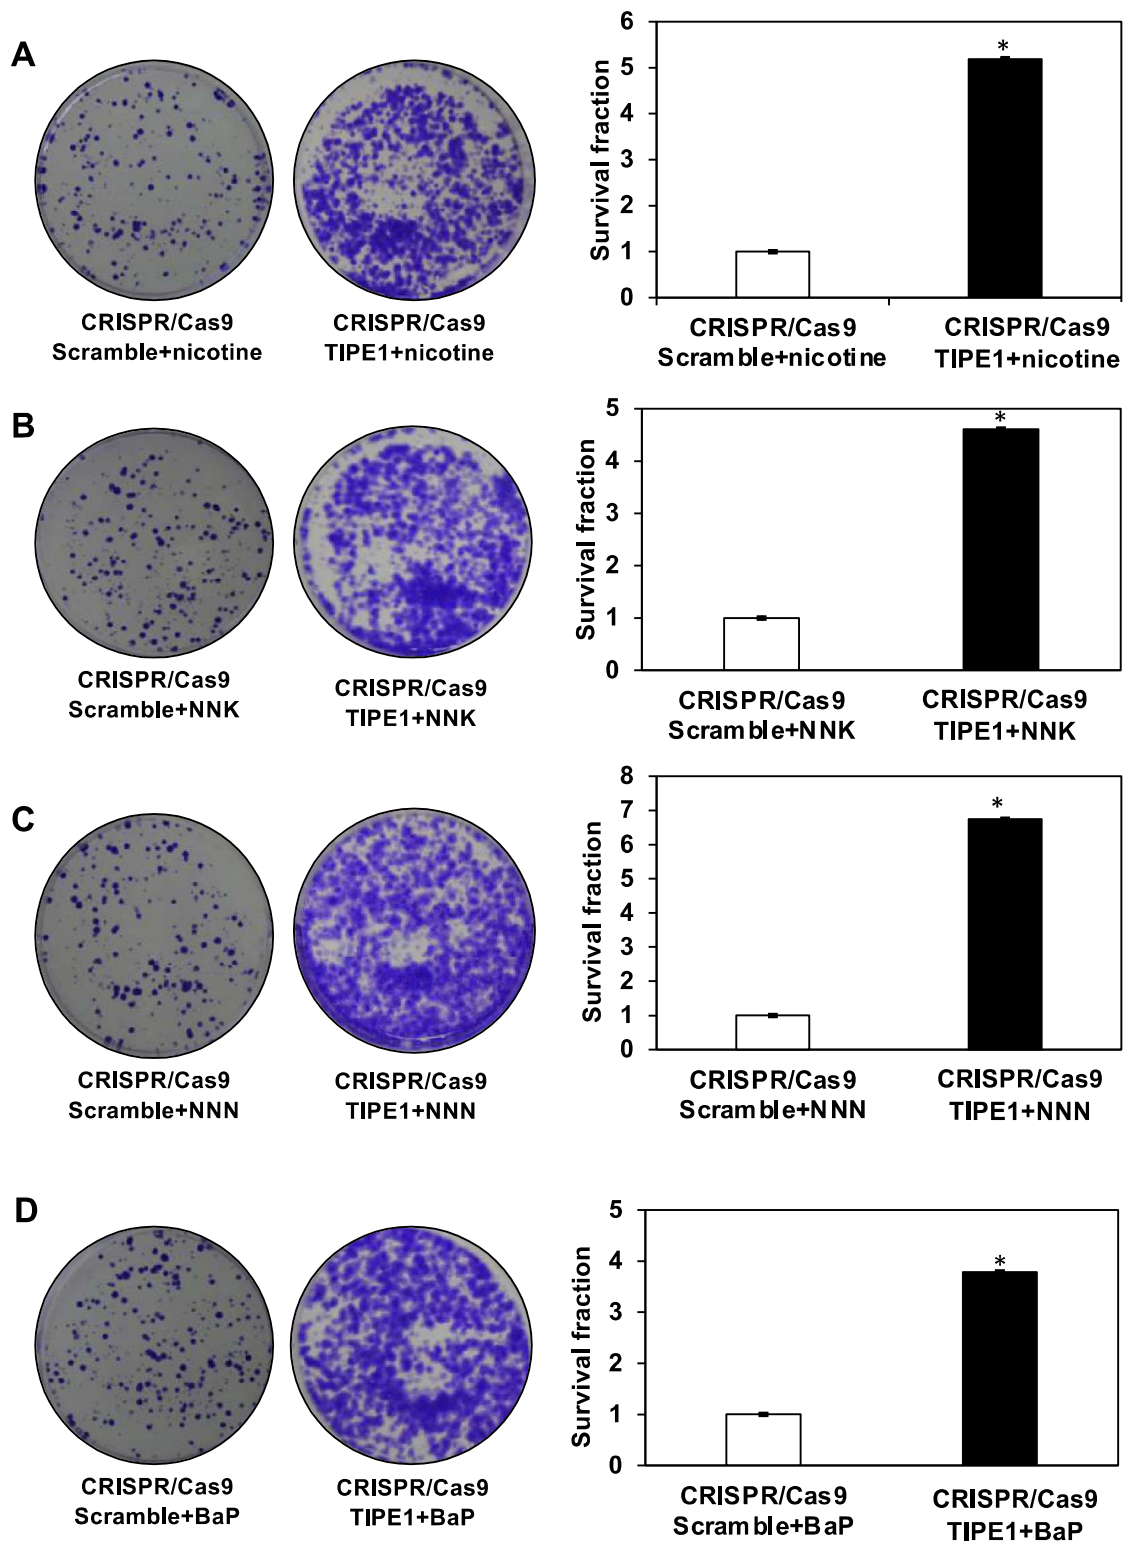 A
CRISPR/Cas9
Scramble+nicotine
CRISPR/Cas9
TIPE1+nicotine
Survival fraction
6
5
4
3
2
1
0
*
CRISPR/Cas9
Scramble+nicotine
CRISPR/Cas9
TIPE1+nicotine
B
CRISPR/Cas9
Scramble+NNK
CRISPR/Cas9
TIPE1+NNK
Survival fraction
5
4
3
2
1
0
*
CRISPR/Cas9
Scramble+NNK
CRISPR/Cas9
TIPE1+NNK
C
CRISPR/Cas9
Scramble+NNN
CRISPR/Cas9
TIPE1+NNN
Survival fraction
8
7
6
5
4
3
2
1
0
*
CRISPR/Cas9
Scramble+NNN
CRISPR/Cas9
TIPE1+NNN
D
CRISPR/Cas9
Scramble+BaP
CRISPR/Cas9
TIPE1+BaP
Survival fraction
5
4
3
2
1
0
*
CRISPR/Cas9
Scramble+BaP
CRISPR/Cas9
TIPE1+BaP